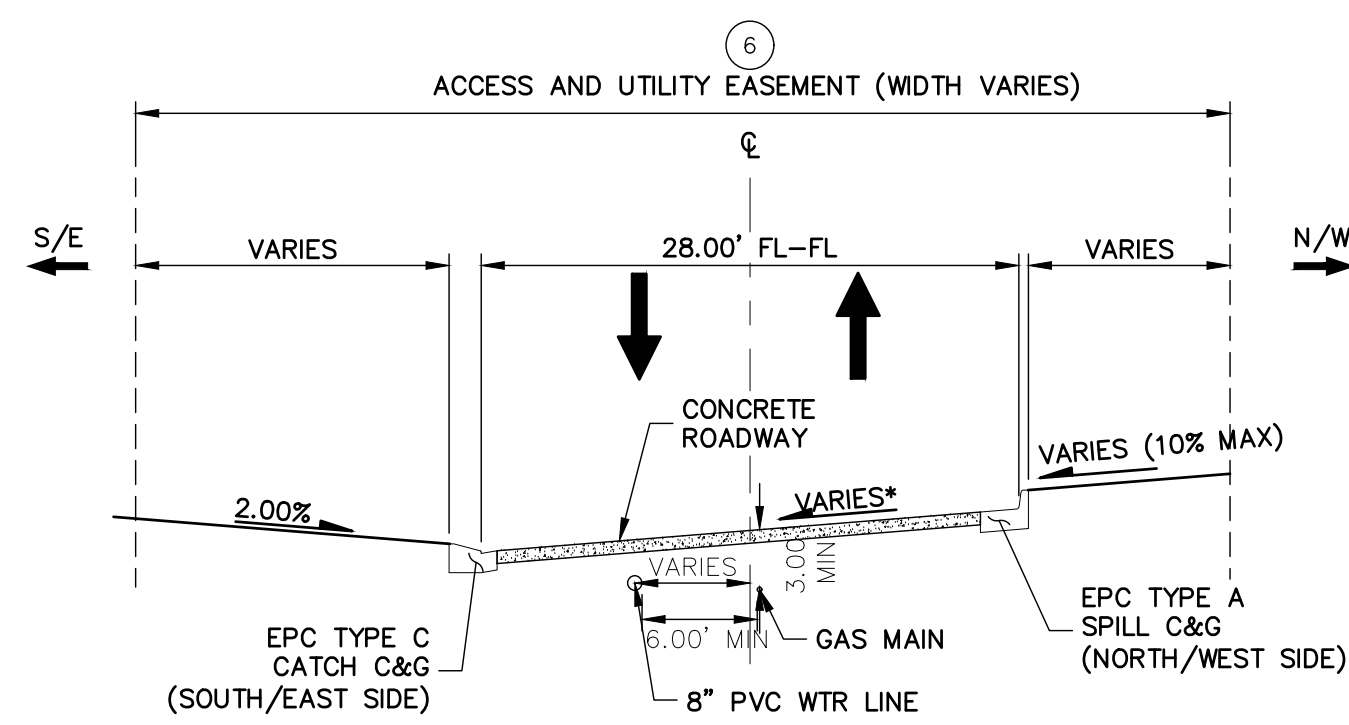 6
ACCESS AND UTILITY EASEMENT (WIDTH VARIES)
℄
S/E
VARIES
28.00' FL-FL
VARIES
N/W
CONCRETE
ROADWAY
VARIES (10% MAX)
2.00%
VARIES*
VARIES
3.00
MIN
6.00' MIN
GAS MAIN
EPC TYPE A
SPILL C&G
(NORTH/WEST SIDE)
EPC TYPE C
CATCH C&G
(SOUTH/EAST SIDE)
8" PVC WTR LINE